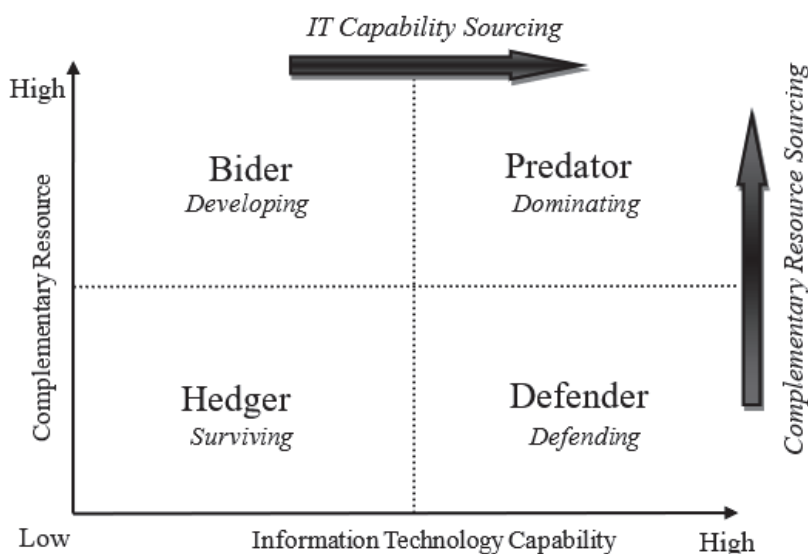 IT Capability Sourcing
High
Bider
Developing
Predator
Dominating
Complementary Resource
Complementary Resource Sourcing
Hedger
Surviving
Defender
Defending
Low
Information Technology Capability
High